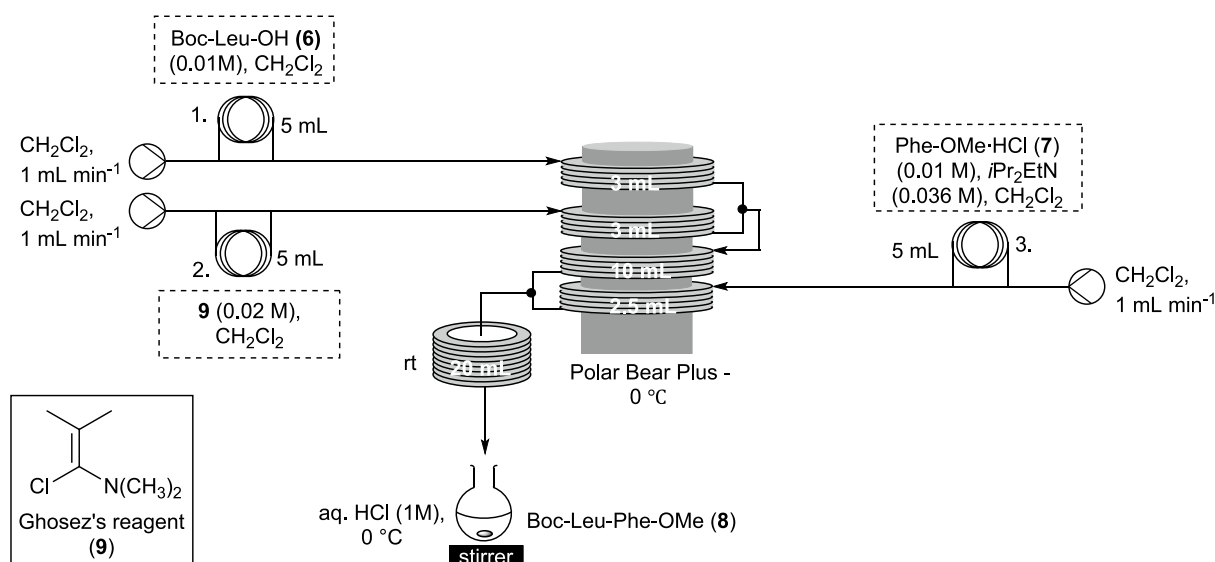 Boc-Leu-OH (6)
(0.01M), CH₂Cl₂
1.
5 mL
CH₂Cl₂,
1 mL min⁻¹
CH₂Cl₂,
1 mL min⁻¹
2.
5 mL
9 (0.02 M),
CH₂Cl₂
3 mL
3 mL
10 mL
2.5 mL
Polar Bear Plus -
0 °C
Phe-OMe·HCl (7)
(0.01 M), iPr₂EtN
(0.036 M), CH₂Cl₂
5 mL
3.
CH₂Cl₂,
1 mL min⁻¹
rt
20 mL
Cl
N(CH₃)₂
Ghosez's reagent
(9)
aq. HCl (1M),
0 °C
Boc-Leu-Phe-OMe (8)
stirrer